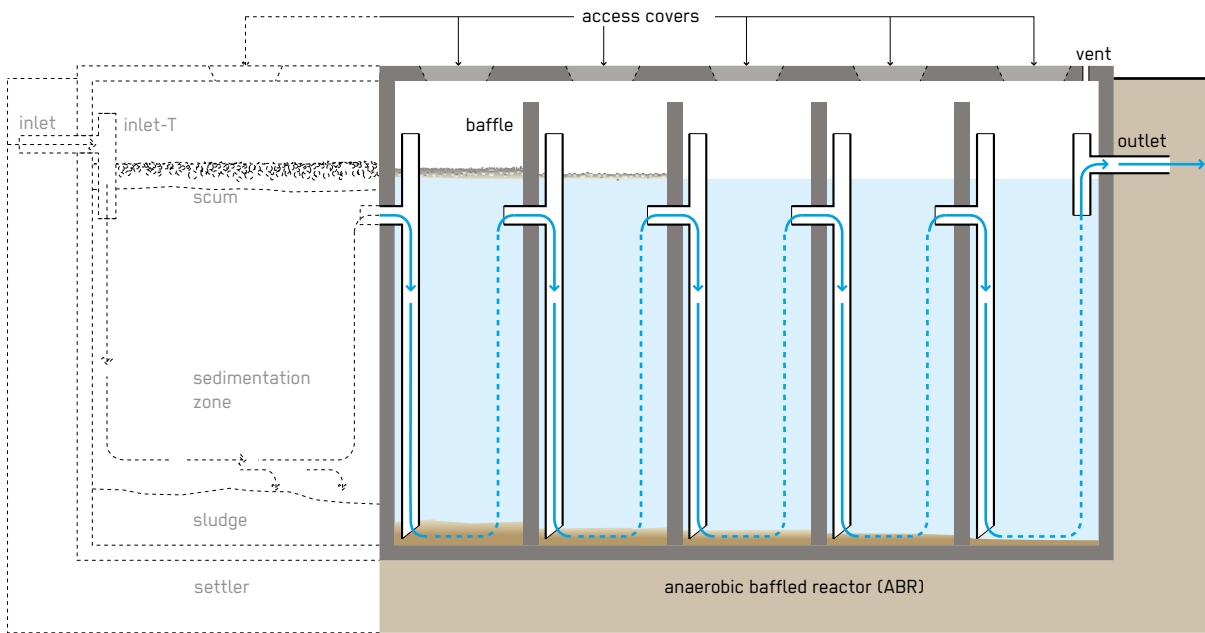 access covers
vent
inlet
inlet-T
baffle
outlet
scum
sedimentation
zone
sludge
settler
anaerobic baffled reactor (ABR)